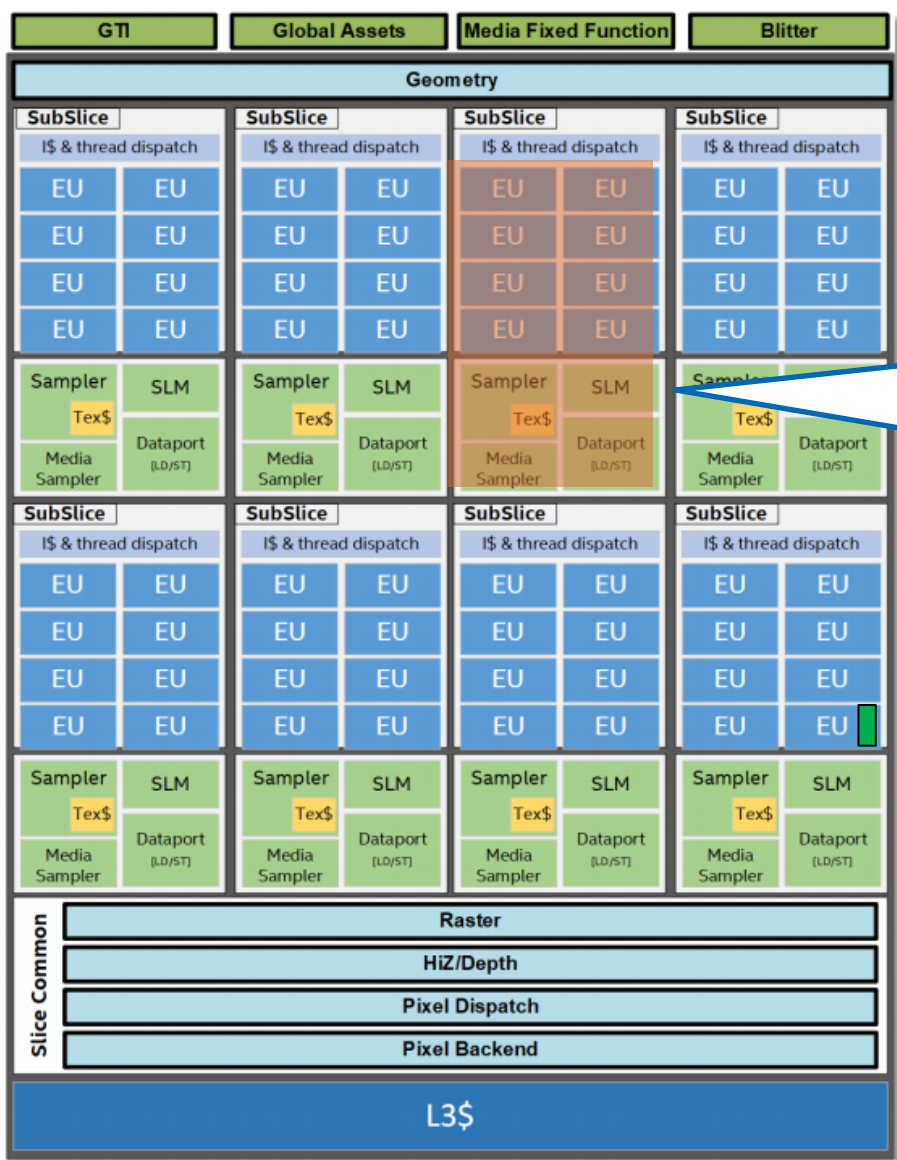 GTI Global Assets Media Fixed Function Blitter
Geometry
SubSlice SubSlice SubSlice SubSlice
I$ & thread dispatch I$ & thread dispatch I$ & thread dispatch I$ & thread dispatch
EU EU EU EU EU EU EU EU
EU EU EU EU EU EU EU EU
EU EU EU EU EU EU EU EU
EU EU EU EU EU EU EU EU
Sampler SLM Sampler SLM Sampler SLM Sampler
Tex$ Tex$ Tex$ Tex$
Dataport Dataport Dataport Dataport
[LD/ST] [LD/ST] [LD/ST] [LD/ST]
Media Media Media Media
Sampler Sampler Sampler Sampler
SubSlice SubSlice SubSlice SubSlice
I$ & thread dispatch I$ & thread dispatch I$ & thread dispatch I$ & thread dispatch
EU EU EU EU EU EU EU EU
EU EU EU EU EU EU EU EU
EU EU EU EU EU EU EU EU
EU EU EU EU EU EU EU EU
Sampler SLM Sampler SLM Sampler SLM Sampler SLM
Tex$ Tex$ Tex$ Tex$
Dataport Dataport Dataport Dataport
[LD/ST] [LD/ST] [LD/ST] [LD/ST]
Media Media Media Media
Sampler Sampler Sampler Sampler
Slice Common
Raster
HiZ/Depth
Pixel Dispatch
Pixel Backend
L3$